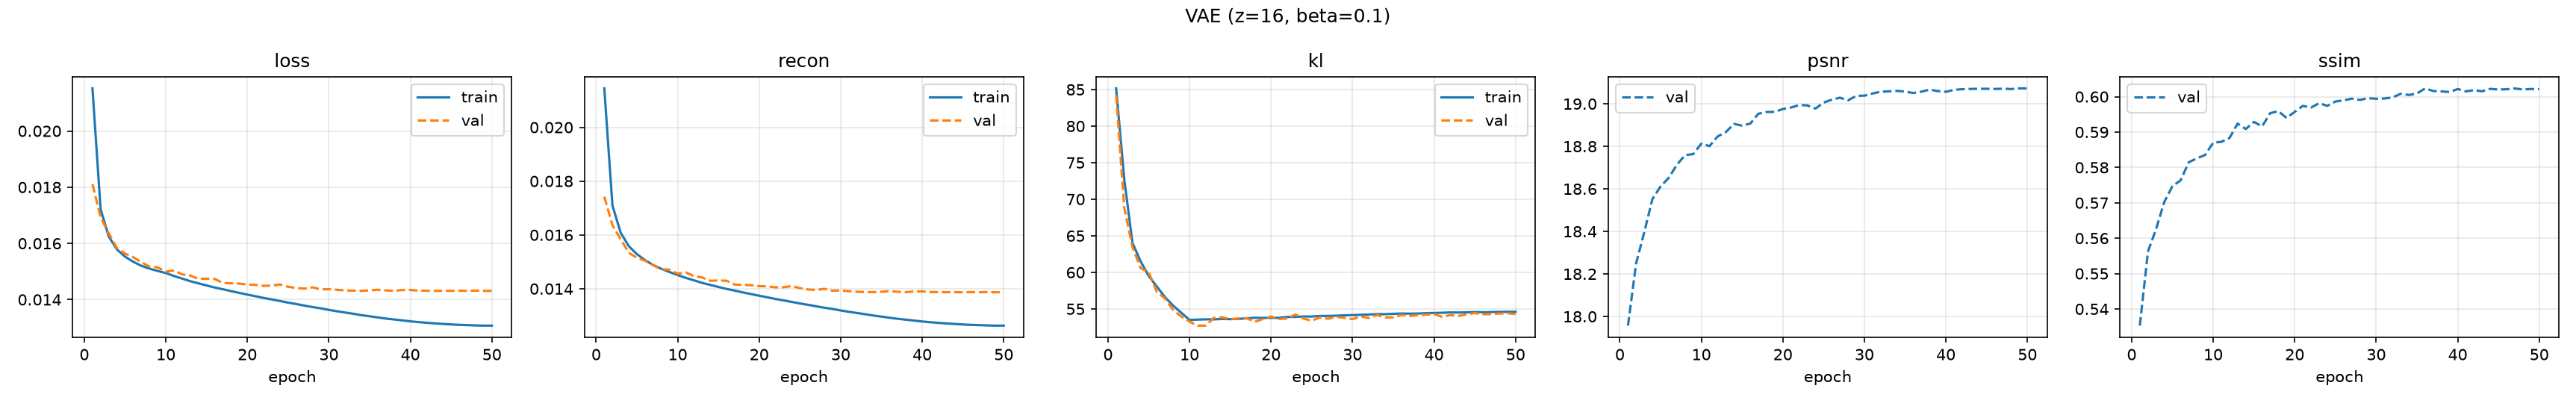 VAE (z=16, beta=0.1)
loss
train
val
0.020
0.018
0.016
0.014
0 10 20 30 40 50
epoch
recon
train
val
0.020
0.018
0.016
0.014
0 10 20 30 40 50
epoch
kl
train
val
85
80
75
70
65
60
55
0 10 20 30 40 50
epoch
psnr
val
19.0
18.8
18.6
18.4
18.2
18.0
0 10 20 30 40 50
epoch
ssim
val
0.60
0.59
0.58
0.57
0.56
0.55
0.54
0 10 20 30 40 50
epoch